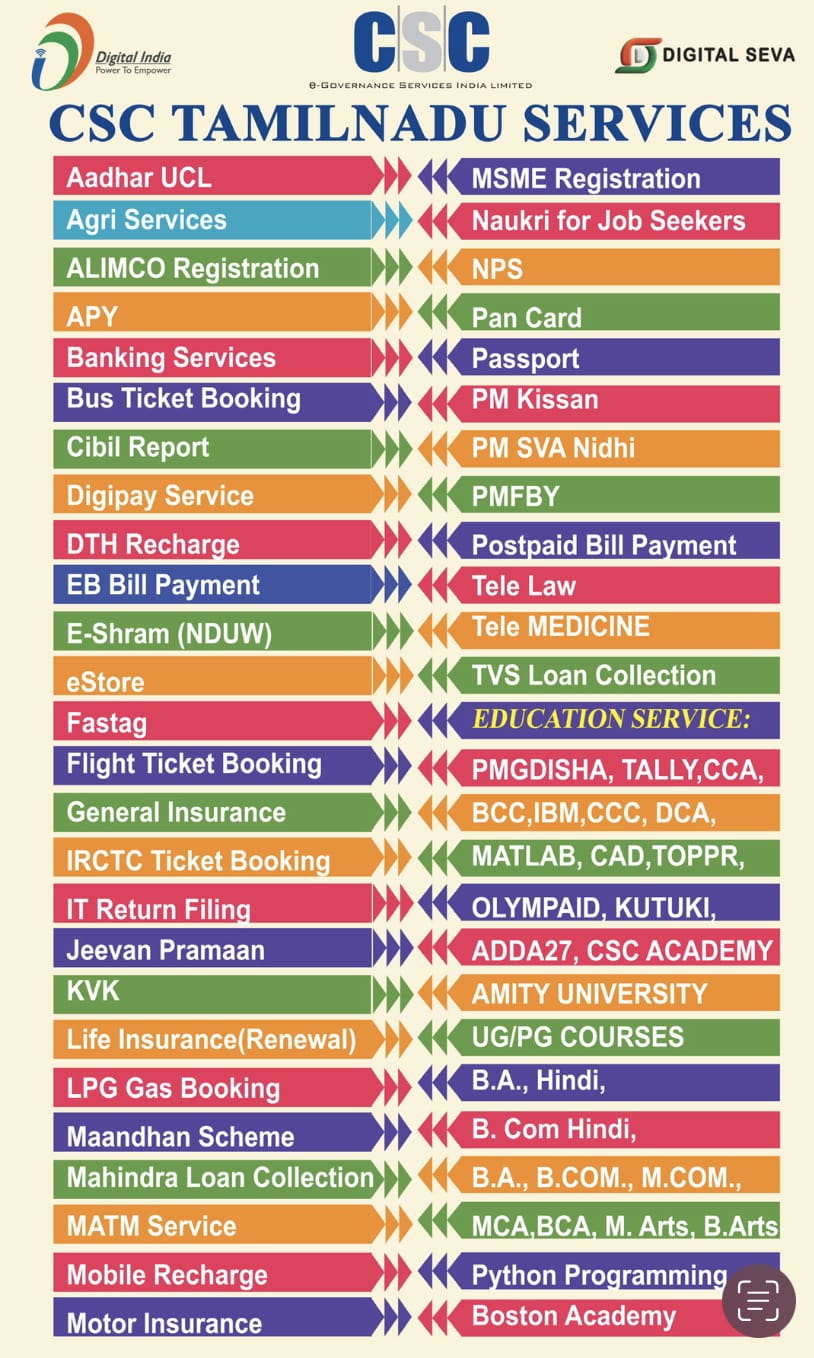 Digital India
Power To Empower
CSC
e-Governance Services India Limited
DIGITAL SEVA
CSC TAMILNADU SERVICES
Aadhar UCL
Agri Services
ALIMCO Registration
APY
Banking Services
Bus Ticket Booking
Cibil Report
Digipay Service
DTH Recharge
EB Bill Payment
E-Shram (NDUW)
eStore
Fastag
Flight Ticket Booking
General Insurance
IRCTC Ticket Booking
IT Return Filing
Jeevan Pramaan
KVK
Life Insurance(Renewal)
LPG Gas Booking
Maandhan Scheme
Mahindra Loan Collection
MATM Service
Mobile Recharge
Motor Insurance
MSME Registration
Naukri for Job Seekers
NPS
Pan Card
Passport
PM Kissan
PM SVA Nidhi
PMFBY
Postpaid Bill Payment
Tele Law
Tele MEDICINE
TVS Loan Collection
EDUCATION SERVICE:
PMGDISHA, TALLY,CCA,
BCC,IBM,CCC, DCA,
MATLAB, CAD,TOPPR,
OLYMPAID, KUTUKI,
ADDA27, CSC ACADEMY
AMITY UNIVERSITY
UG/PG COURSES
B.A., Hindi,
B. Com Hindi,
B.A., B.COM., M.COM.,
MCA,BCA, M. Arts, B.Arts
Python Programming
Boston Academy